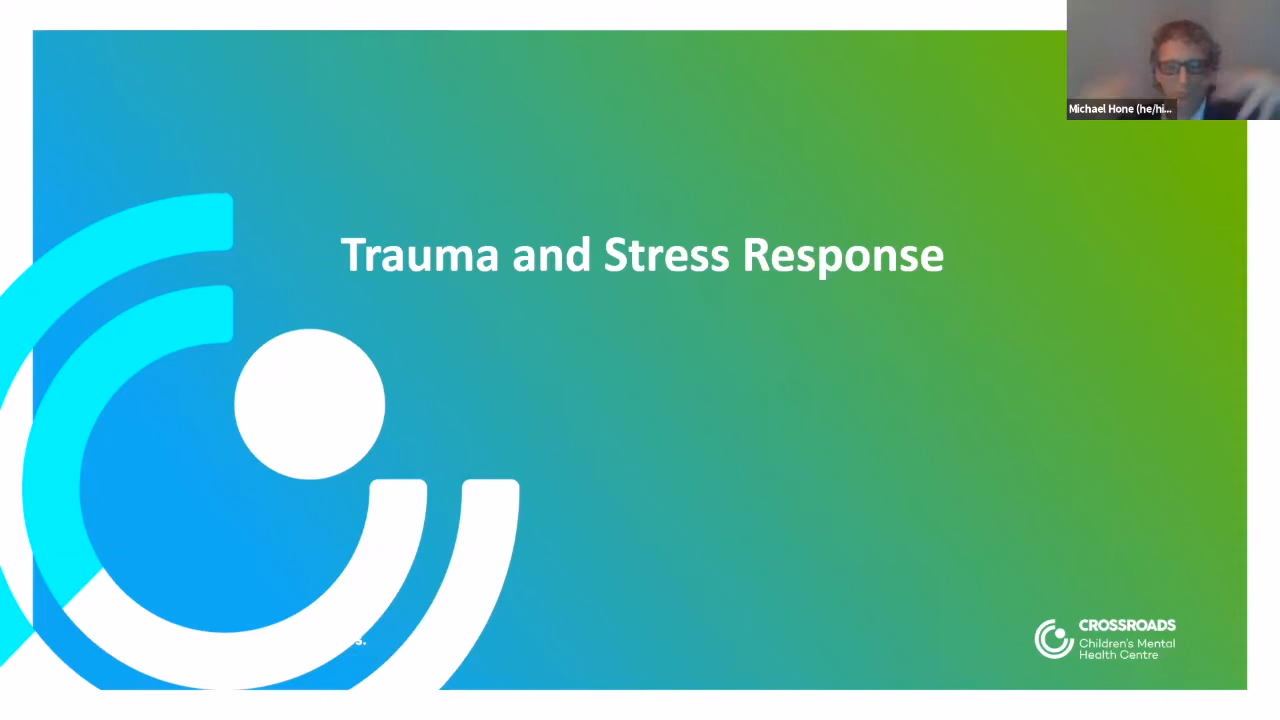 Michael Hone (he/hi...
Trauma and Stress Response
s.
CROSSROADS
Children's Mental
Health Centre